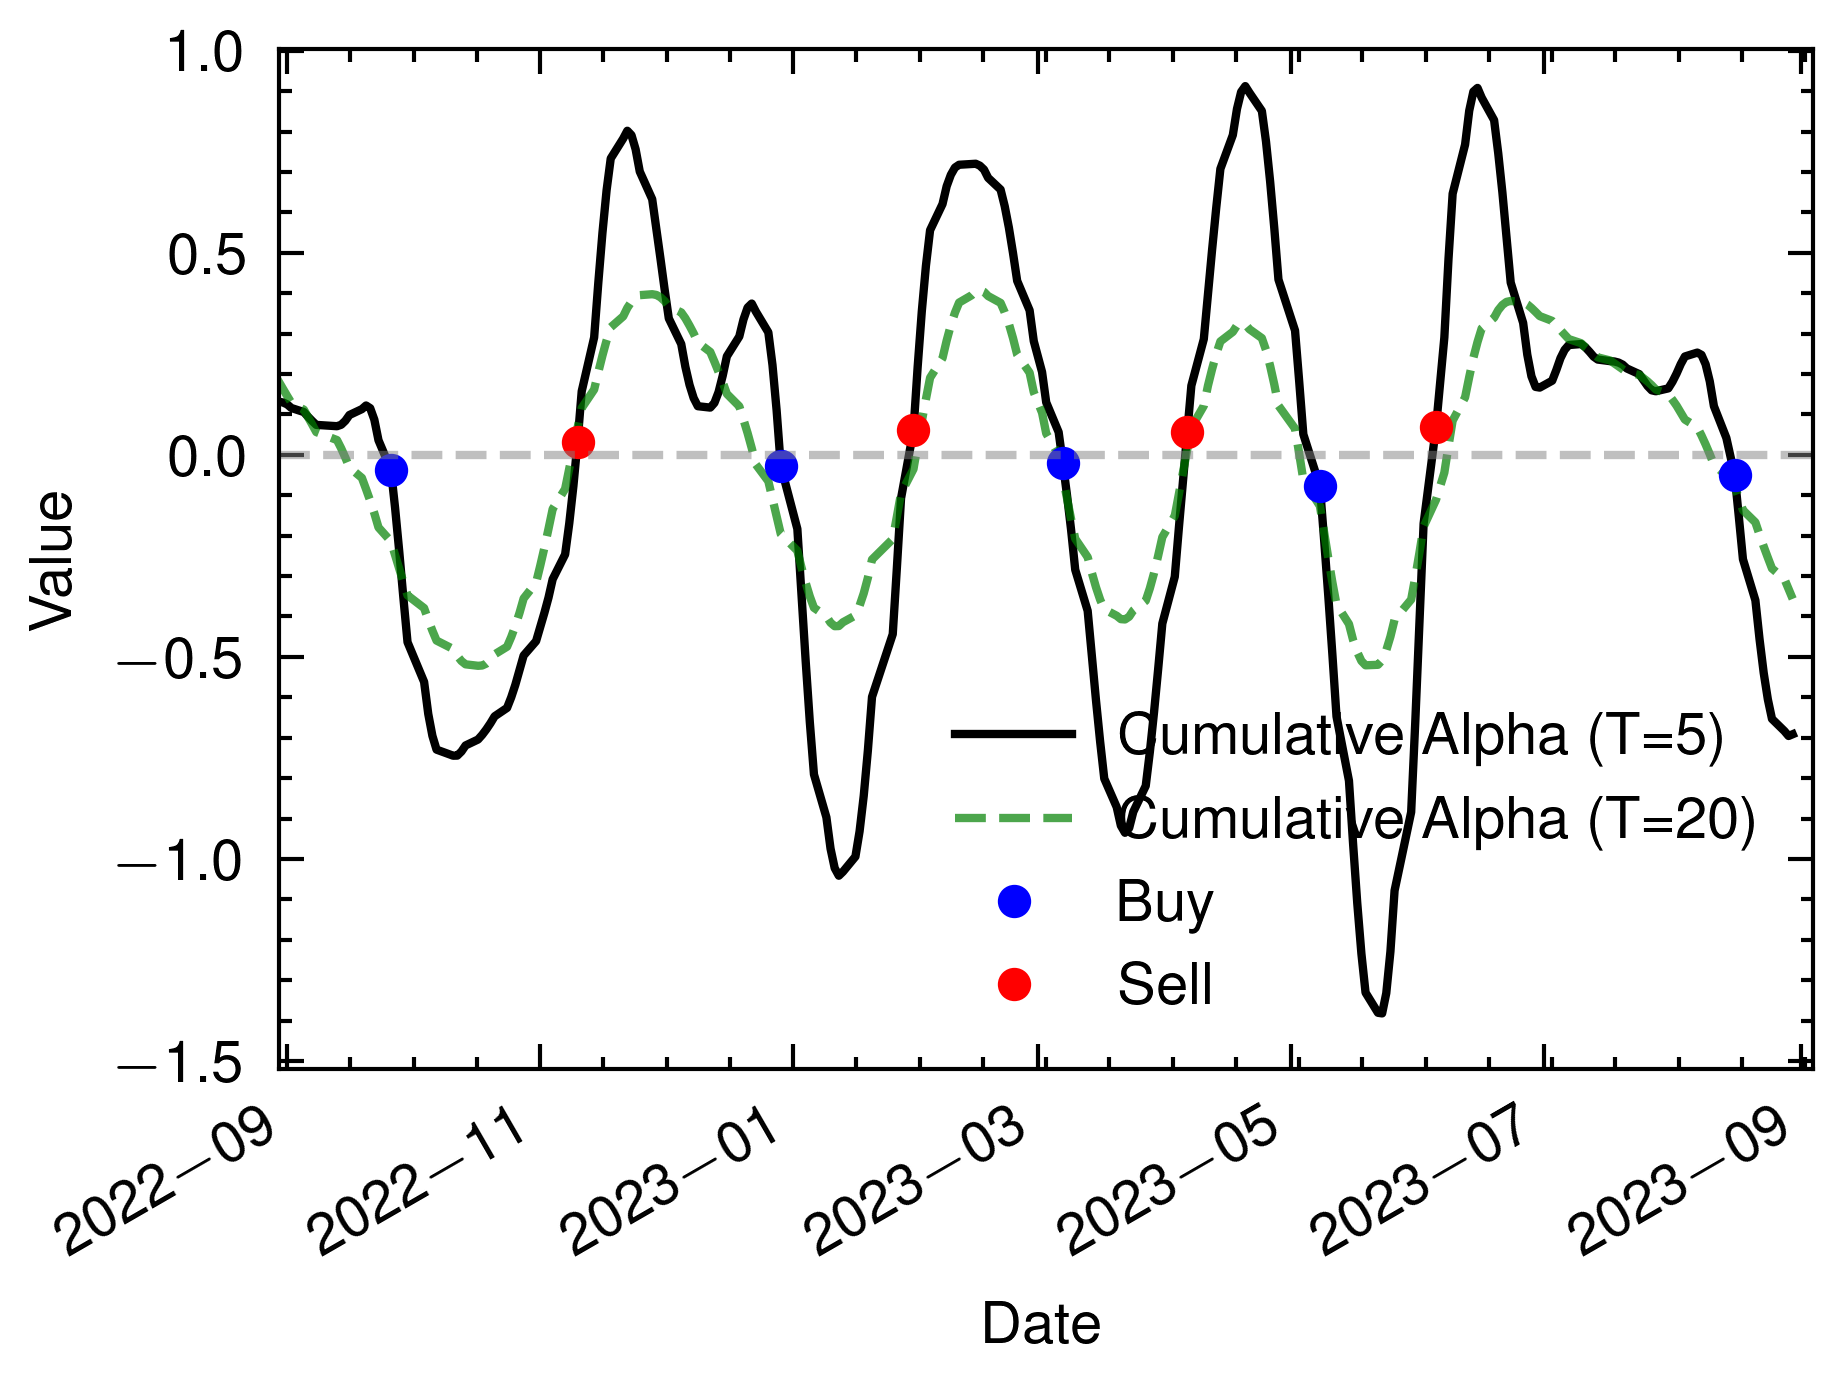 1.0
0.5
0.0
−0.5
−1.0
−1.5
Value
Cumulative Alpha (T=5)
Cumulative Alpha (T=20)
Buy
Sell
2022−09
2022−11
2023−01
2023−03
2023−05
2023−07
2023−09
Date